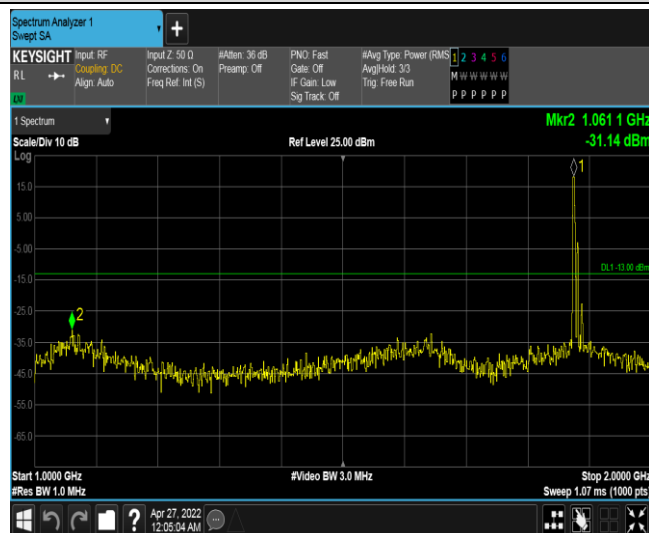 Spectrum Analyzer 1
Swept SA
+
KEYSIGHT
RL
Input: RF
Coupling: DC
Align: Auto
Input Z: 50 Ω
Corrections: On
Freq Ref: Int (S)
#Atten: 36 dB
Preamp: Off
PNO: Fast
Gate: Off
IF Gain: Low
Sig Track: Off
#Avg Type: Power (RMS
Avg|Hold: 3/3
Trig: Free Run
1 2 3 4 5 6
M W W W W W
P P P P P P
1 Spectrum
Mkr2 1.061 1 GHz
-31.14 dBm
Scale/Div 10 dB
Ref Level 25.00 dBm
Log
15.0
5.00
-5.00
-15.0
-25.0
-35.0
-45.0
-55.0
-65.0
1
2
DL1 -13.00 dBm
Start 1.0000 GHz
#Video BW 3.0 MHz
Stop 2.0000 GHz
#Res BW 1.0 MHz
Sweep 1.07 ms (1000 pts)
?
Apr 27, 2022
12:05:04 AM